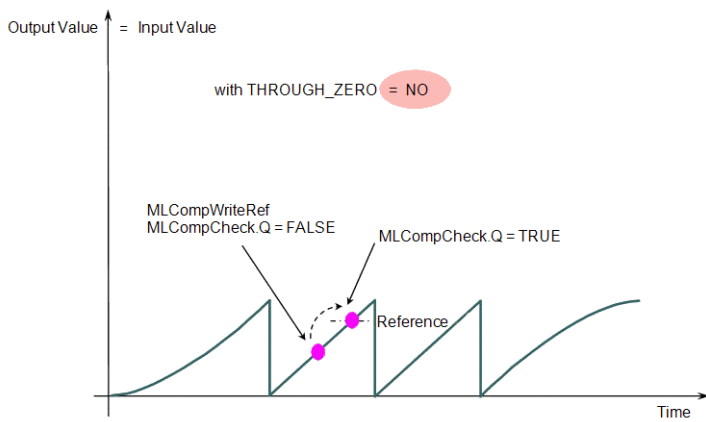 Output Value = Input Value
with THROUGH_ZERO = NO
MLCompWriteRef
MLCompCheck.Q = FALSE
MLCompCheck.Q = TRUE
Reference
Time